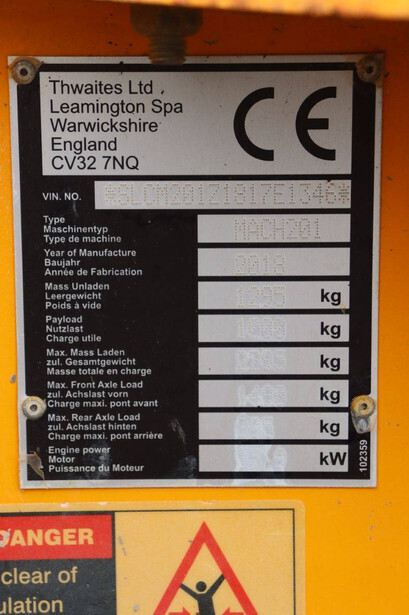 Thwaites Ltd
Leamington Spa
Warwickshire
England
CV32 7NQ
CE
VIN. NO. *SLCM201Z1817E1346*
Type
Maschinentyp
Type de machine
MACH201
Year of Manufacture
Baujahr
Année de Fabrication
2018
Mass Unladen
Leergewicht
Poids à vide
1295 kg
Payload
Nutzlast
Charge utile
1000 kg
Max. Mass Laden
zul. Gesamtgewicht
Masse totale en charge
kg
Max. Front Axle Load
zul. Achslast vorn
Charge maxi. pont avant
kg
Max. Rear Axle Load
zul. Achslast hinten
Charge maxi. pont arrière
kg
Engine power
Motor
Puissance du Moteur
kW
102359
DANGER
clear of